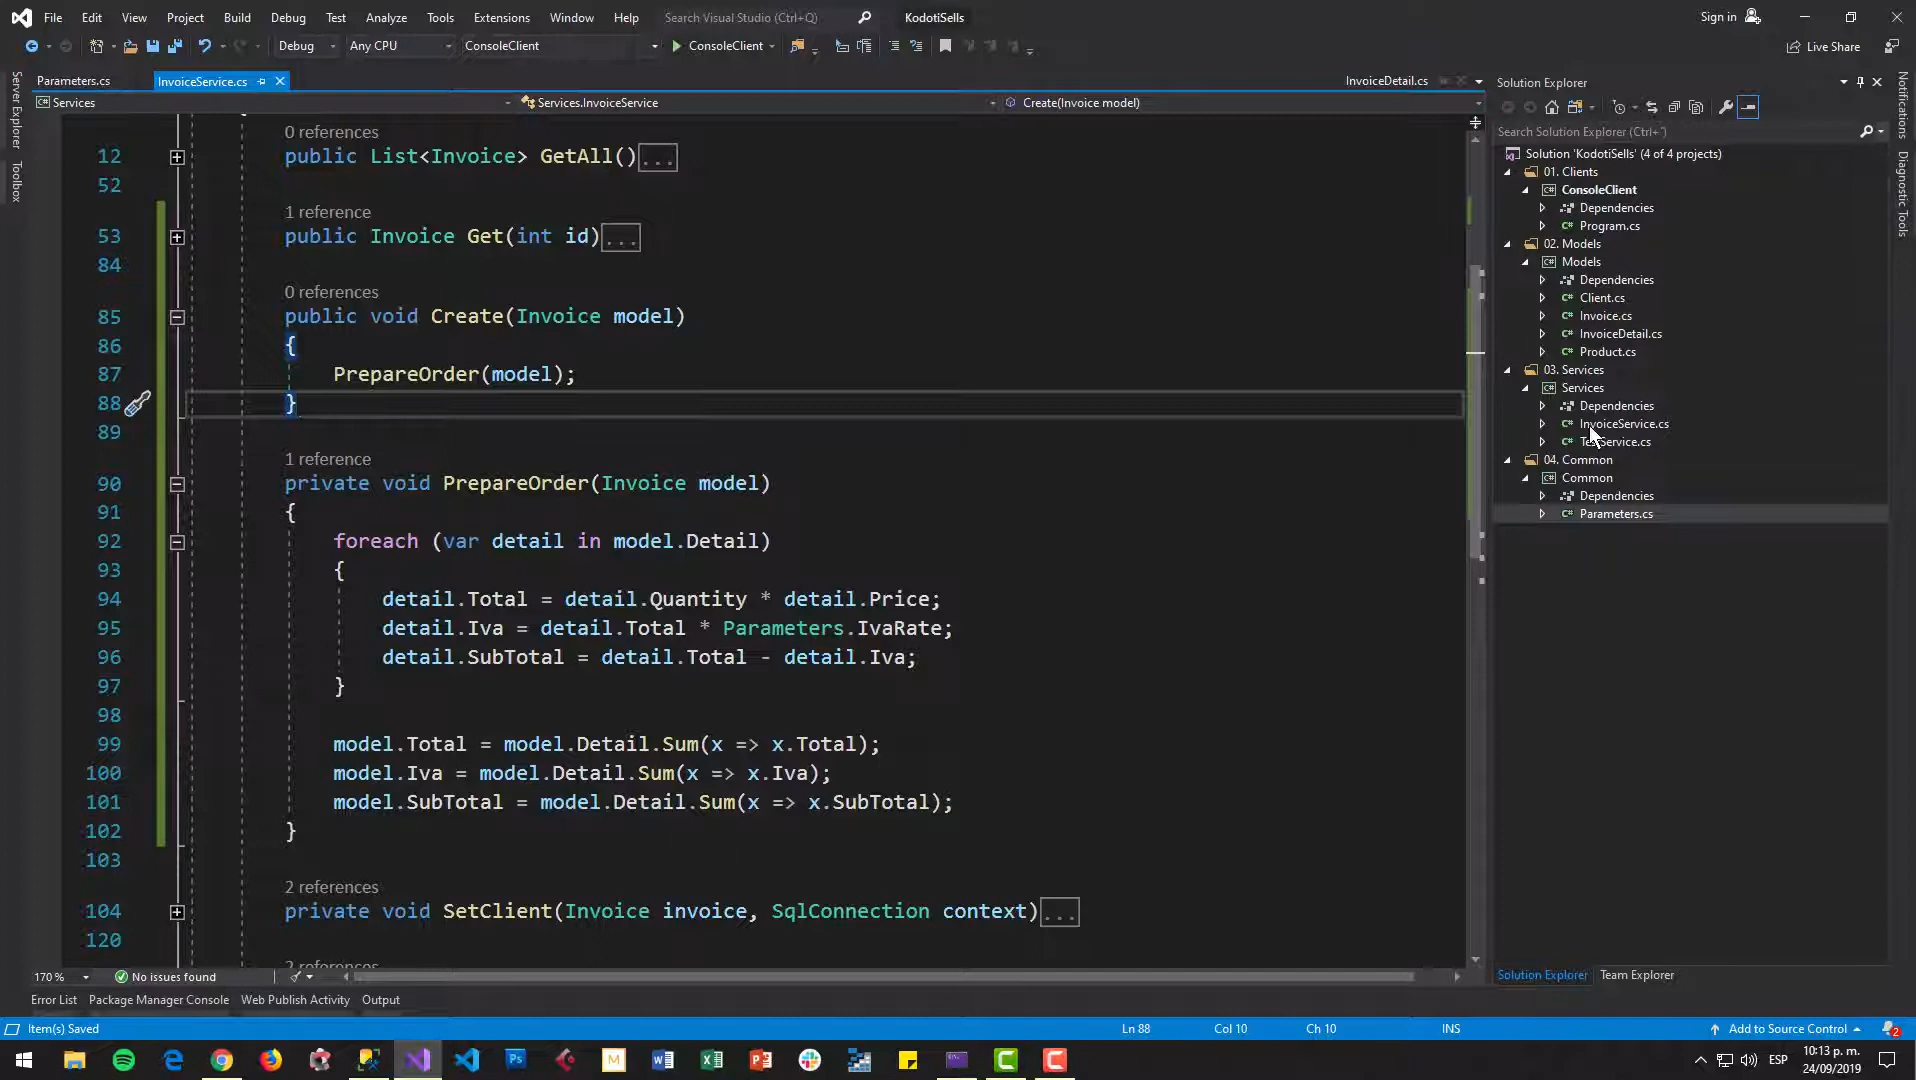 File Edit View Project Build Debug Test Analyze Tools Extensions Window Help Search Visual Studio (Ctrl+Q) KodotiSells Sign in
Debug Any CPU ConsoleClient ConsoleClient Live Share
Server Explorer
Toolbox
Parameters.cs InvoiceService.cs InvoiceDetail.cs
Services Services.InvoiceService Create(Invoice model)
0 references
12 public List<Invoice> GetAll()...
52
1 reference
53 public Invoice Get(int id)...
84
0 references
85 public void Create(Invoice model)
86 {
87 PrepareOrder(model);
88 }
89
1 reference
90 private void PrepareOrder(Invoice model)
91 {
92 foreach (var detail in model.Detail)
93 {
94 detail.Total = detail.Quantity * detail.Price;
95 detail.Iva = detail.Total * Parameters.IvaRate;
96 detail.SubTotal = detail.Total - detail.Iva;
97 }
98
99 model.Total = model.Detail.Sum(x => x.Total);
100 model.Iva = model.Detail.Sum(x => x.Iva);
101 model.SubTotal = model.Detail.Sum(x => x.SubTotal);
102 }
103
2 references
104 private void SetClient(Invoice invoice, SqlConnection context)...
120
2 references
170 % No issues found
Solution Explorer
Search Solution Explorer (Ctrl+¨)
Solution 'KodotiSells' (4 of 4 projects)
01. Clients
ConsoleClient
Dependencies
Program.cs
02. Models
Models
Dependencies
Client.cs
Invoice.cs
InvoiceDetail.cs
Product.cs
03. Services
Services
Dependencies
InvoiceService.cs
TestService.cs
04. Common
Common
Dependencies
Parameters.cs
Solution Explorer Team Explorer
Notifications
Diagnostic Tools
Error List Package Manager Console Web Publish Activity Output
Item(s) Saved Ln 88 Col 10 Ch 10 INS Add to Source Control 2
ESP 10:13 p. m.
24/09/2019